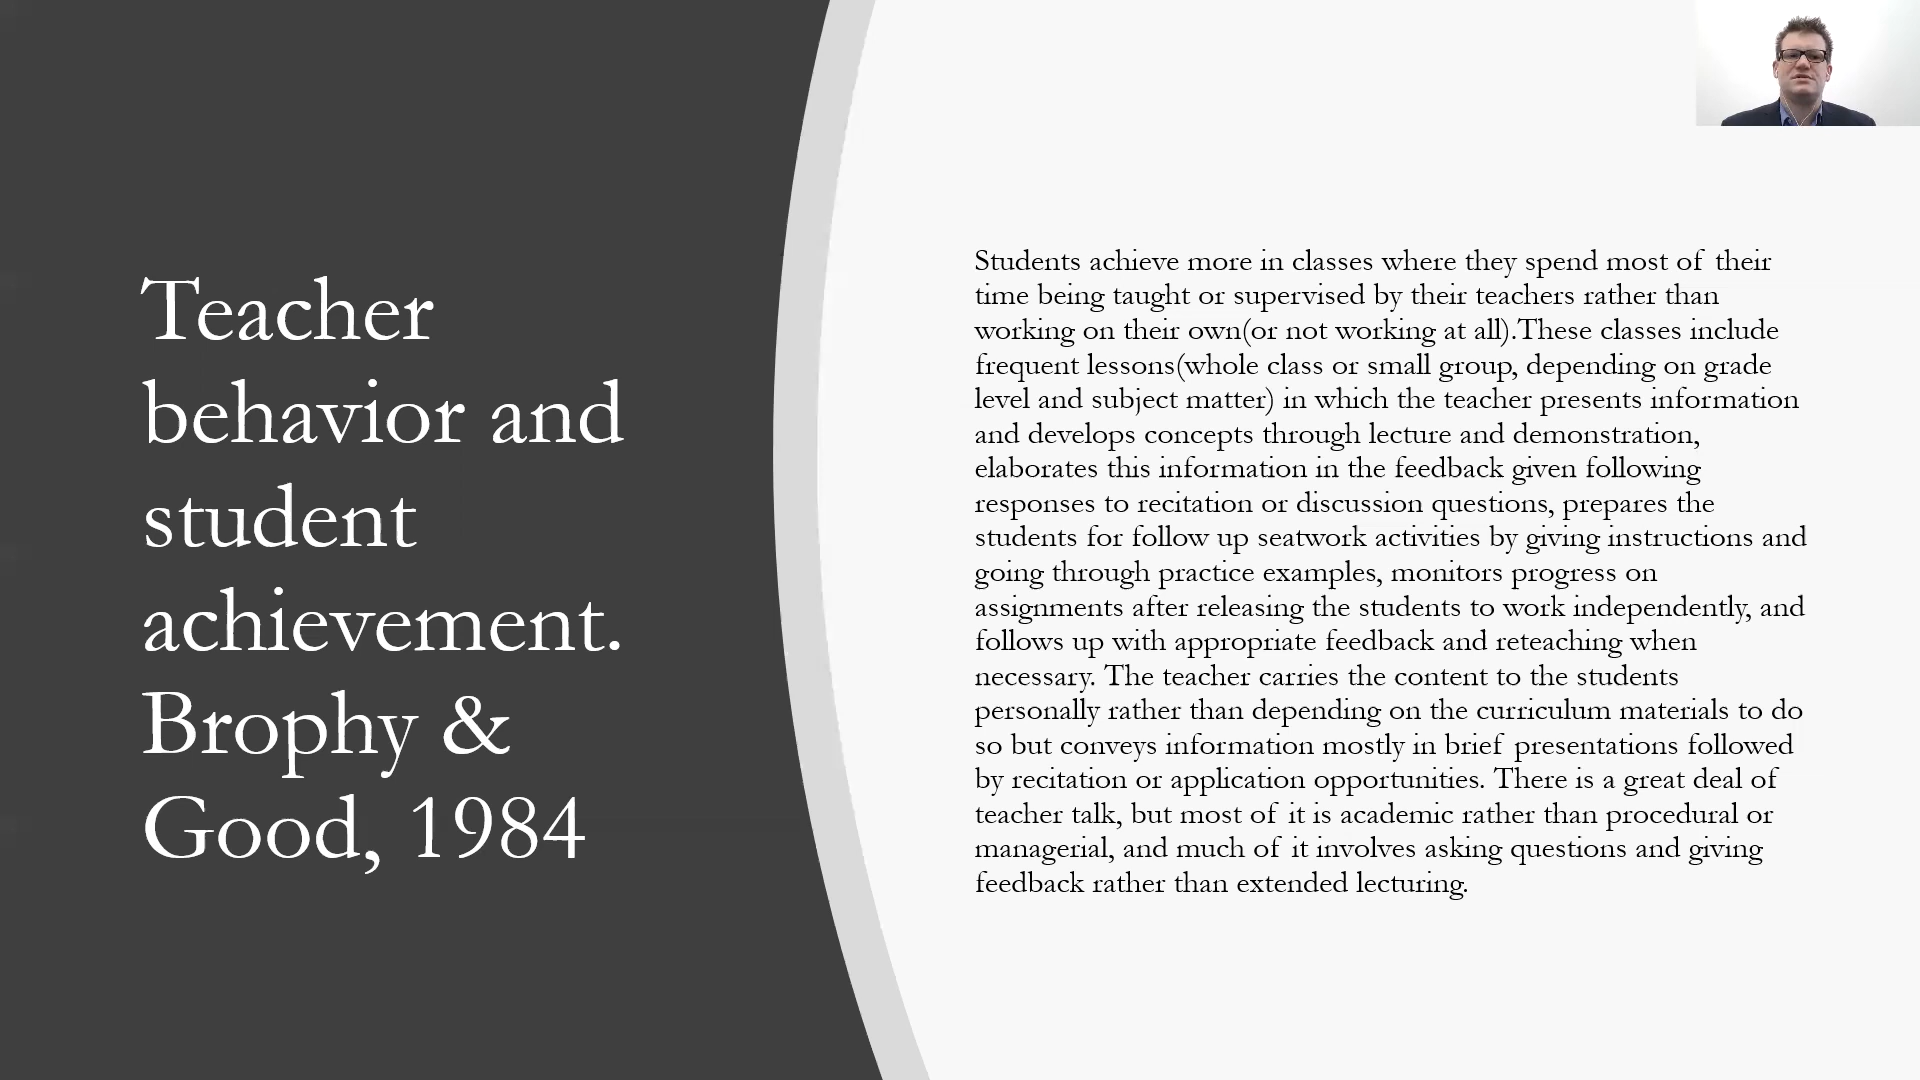 Teacher
behavior and
student
achievement.
Brophy &
Good, 1984
Students achieve more in classes where they spend most of their
time being taught or supervised by their teachers rather than
working on their own(or not working at all).These classes include
frequent lessons(whole class or small group, depending on grade
level and subject matter) in which the teacher presents information
and develops concepts through lecture and demonstration,
elaborates this information in the feedback given following
responses to recitation or discussion questions, prepares the
students for follow up seatwork activities by giving instructions and
going through practice examples, monitors progress on
assignments after releasing the students to work independently, and
follows up with appropriate feedback and reteaching when
necessary. The teacher carries the content to the students
personally rather than depending on the curriculum materials to do
so but conveys information mostly in brief presentations followed
by recitation or application opportunities. There is a great deal of
teacher talk, but most of it is academic rather than procedural or
managerial, and much of it involves asking questions and giving
feedback rather than extended lecturing.